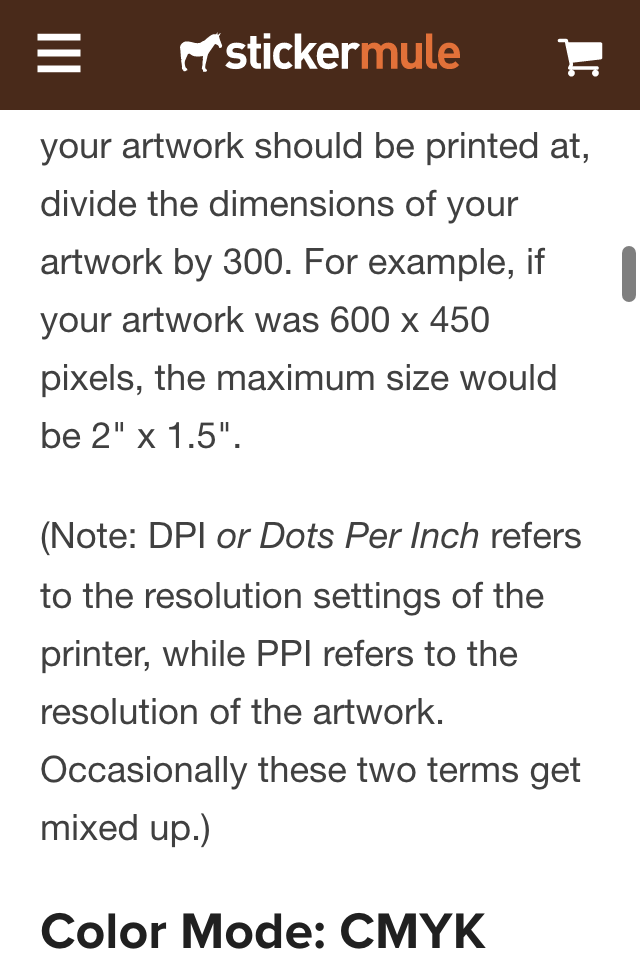 stickermule
your artwork should be printed at,
divide the dimensions of your
artwork by 300. For example, if
your artwork was 600 x 450
pixels, the maximum size would
be 2" x 1.5".
(Note: DPI or Dots Per Inch refers
to the resolution settings of the
printer, while PPI refers to the
resolution of the artwork.
Occasionally these two terms get
mixed up.)
Color Mode: CMYK